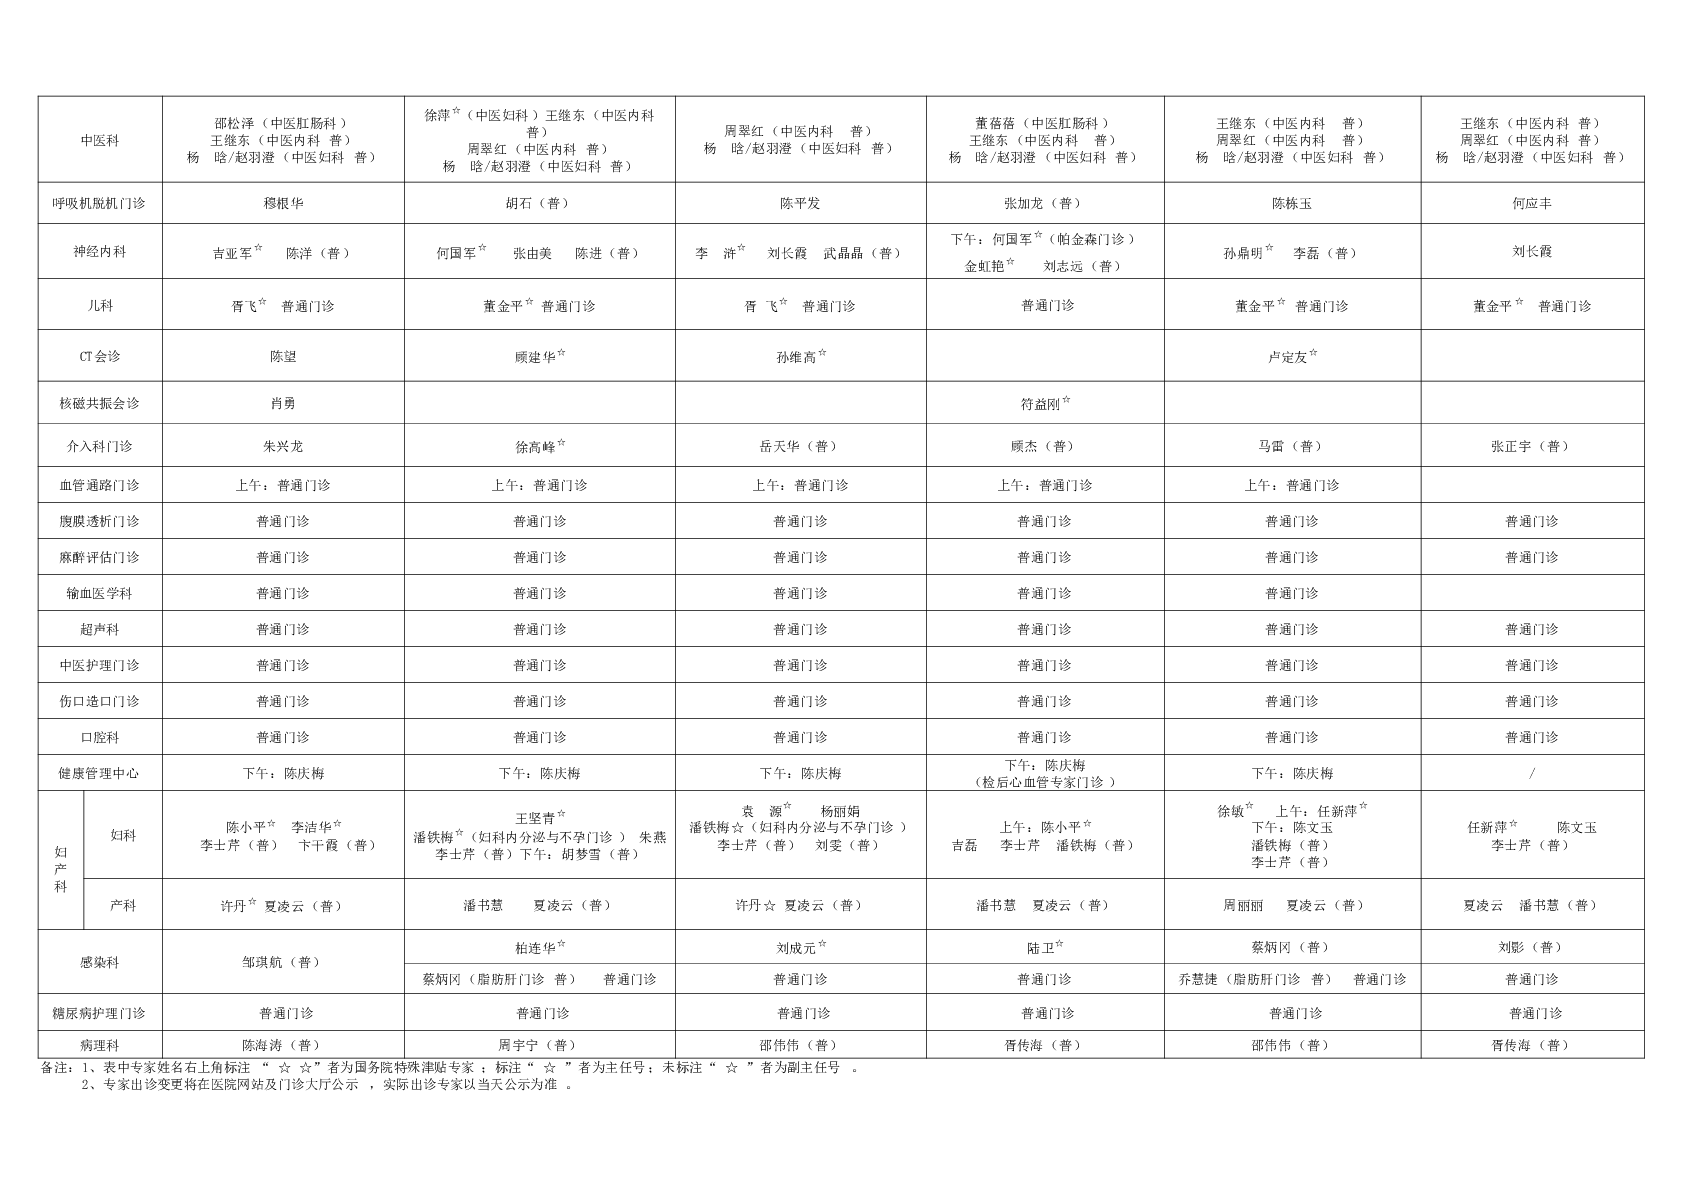 中医科
邵松泽（中医肛肠科）
王继东（中医内科 普）
杨 晗/赵羽澄（中医妇科 普）
徐萍☆（中医妇科）王继东（中医内科
普）
周翠红（中医内科 普）
杨 晗/赵羽澄（中医妇科 普）
周翠红（中医内科 普）
杨 晗/赵羽澄（中医妇科 普）
董蓓蓓（中医肛肠科）
王继东（中医内科 普）
杨 晗/赵羽澄（中医妇科 普）
王继东（中医内科 普）
周翠红（中医内科 普）
杨 晗/赵羽澄（中医妇科 普）
王继东（中医内科 普）
周翠红（中医内科 普）
杨 晗/赵羽澄（中医妇科 普）
呼吸机脱机门诊 穆根华 胡石（普） 陈平发 张加龙（普） 陈栋玉 何应丰
神经内科
吉亚军☆ 陈洋（普）
何国军☆ 张由美 陈进（普）
李 浒☆ 刘长霞 武晶晶（普）
下午：何国军☆（帕金森门诊）
金虹艳☆ 刘志远（普）
孙鼎明☆ 李磊（普）
刘长霞
儿科 胥飞☆ 普通门诊 董金平☆ 普通门诊 胥 飞☆ 普通门诊 普通门诊 董金平☆ 普通门诊 董金平☆ 普通门诊
CT会诊 陈望 顾建华☆ 孙维高☆ 卢定友☆
核磁共振会诊 肖勇 符益刚☆
介入科门诊 朱兴龙 徐高峰☆ 岳天华（普） 顾杰（普） 马雷（普） 张正宇（普）
血管通路门诊 上午：普通门诊 上午：普通门诊 上午：普通门诊 上午：普通门诊 上午：普通门诊
腹膜透析门诊 普通门诊 普通门诊 普通门诊 普通门诊 普通门诊 普通门诊
麻醉评估门诊 普通门诊 普通门诊 普通门诊 普通门诊 普通门诊 普通门诊
输血医学科 普通门诊 普通门诊 普通门诊 普通门诊 普通门诊
超声科 普通门诊 普通门诊 普通门诊 普通门诊 普通门诊 普通门诊
中医护理门诊 普通门诊 普通门诊 普通门诊 普通门诊 普通门诊 普通门诊
伤口造口门诊 普通门诊 普通门诊 普通门诊 普通门诊 普通门诊 普通门诊
口腔科 普通门诊 普通门诊 普通门诊 普通门诊 普通门诊 普通门诊
健康管理中心 下午：陈庆梅 下午：陈庆梅 下午：陈庆梅
下午：陈庆梅
（检后心血管专家门诊）
下午：陈庆梅 /
妇产科
妇科
陈小平☆ 李洁华☆
李士芹（普） 卞干霞（普）
王坚青☆
潘铁梅☆（妇科内分泌与不孕门诊） 朱燕
李士芹（普）下午：胡梦雪（普）
袁 源☆ 杨丽娟
潘铁梅☆（妇科内分泌与不孕门诊）
李士芹（普） 刘雯（普）
上午：陈小平☆
吉磊 李士芹 潘铁梅（普）
徐敏☆ 上午：任新萍☆
下午：陈文玉
潘铁梅（普）
李士芹（普）
任新萍☆ 陈文玉
李士芹（普）
产科 许丹☆ 夏凌云（普） 潘书慧 夏凌云（普） 许丹☆ 夏凌云（普） 潘书慧 夏凌云（普） 周丽丽 夏凌云（普） 夏凌云 潘书慧（普）
感染科 邹琪航（普）
柏连华☆ 刘成元☆ 陆卫☆ 蔡炳冈（普） 刘影（普）
蔡炳冈（脂肪肝门诊 普） 普通门诊 普通门诊 普通门诊 乔慧捷（脂肪肝门诊 普） 普通门诊 普通门诊
糖尿病护理门诊 普通门诊 普通门诊 普通门诊 普通门诊 普通门诊 普通门诊
病理科 陈海涛（普） 周宇宁（普） 邵伟伟（普） 胥传海（普） 邵伟伟（普） 胥传海（普）
备注：1、表中专家姓名右上角标注 “ ☆ ☆”者为国务院特殊津贴专家 ；标注“ ☆ ”者为主任号；未标注“ ☆ ”者为副主任号 。
2、专家出诊变更将在医院网站及门诊大厅公示 ，实际出诊专家以当天公示为准 。